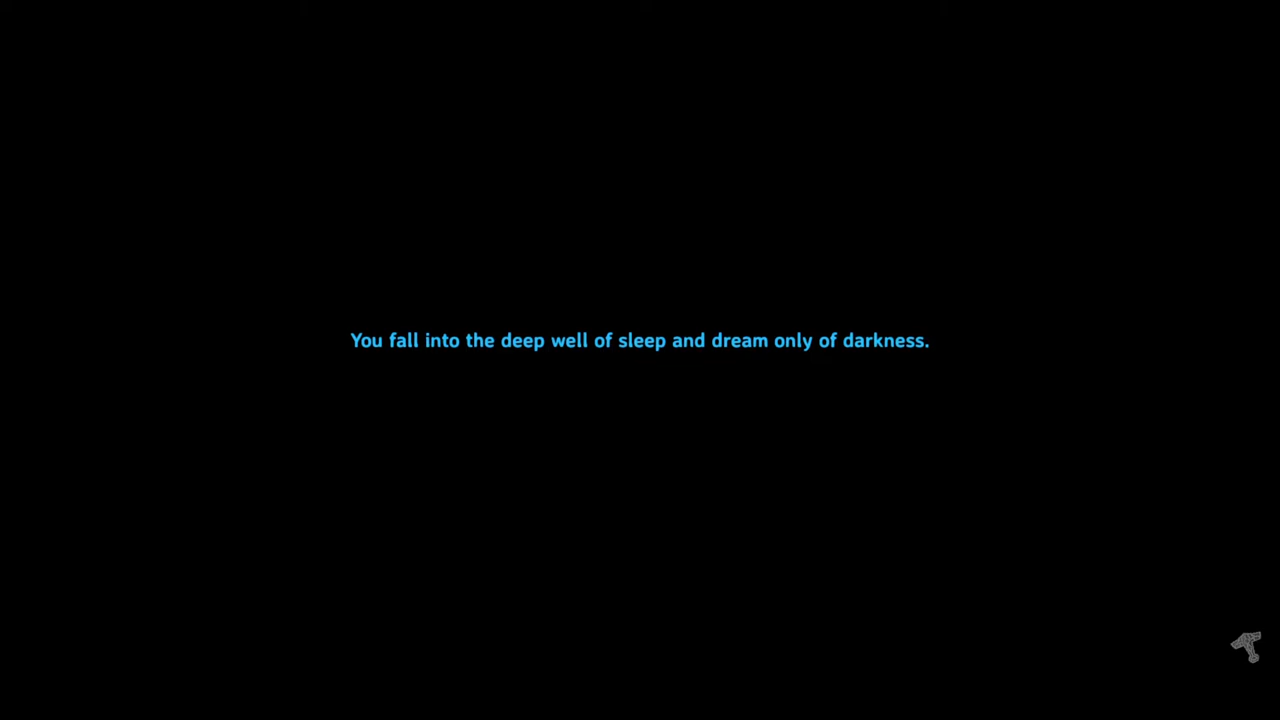 You fall into the deep well of sleep and dream only of darkness.